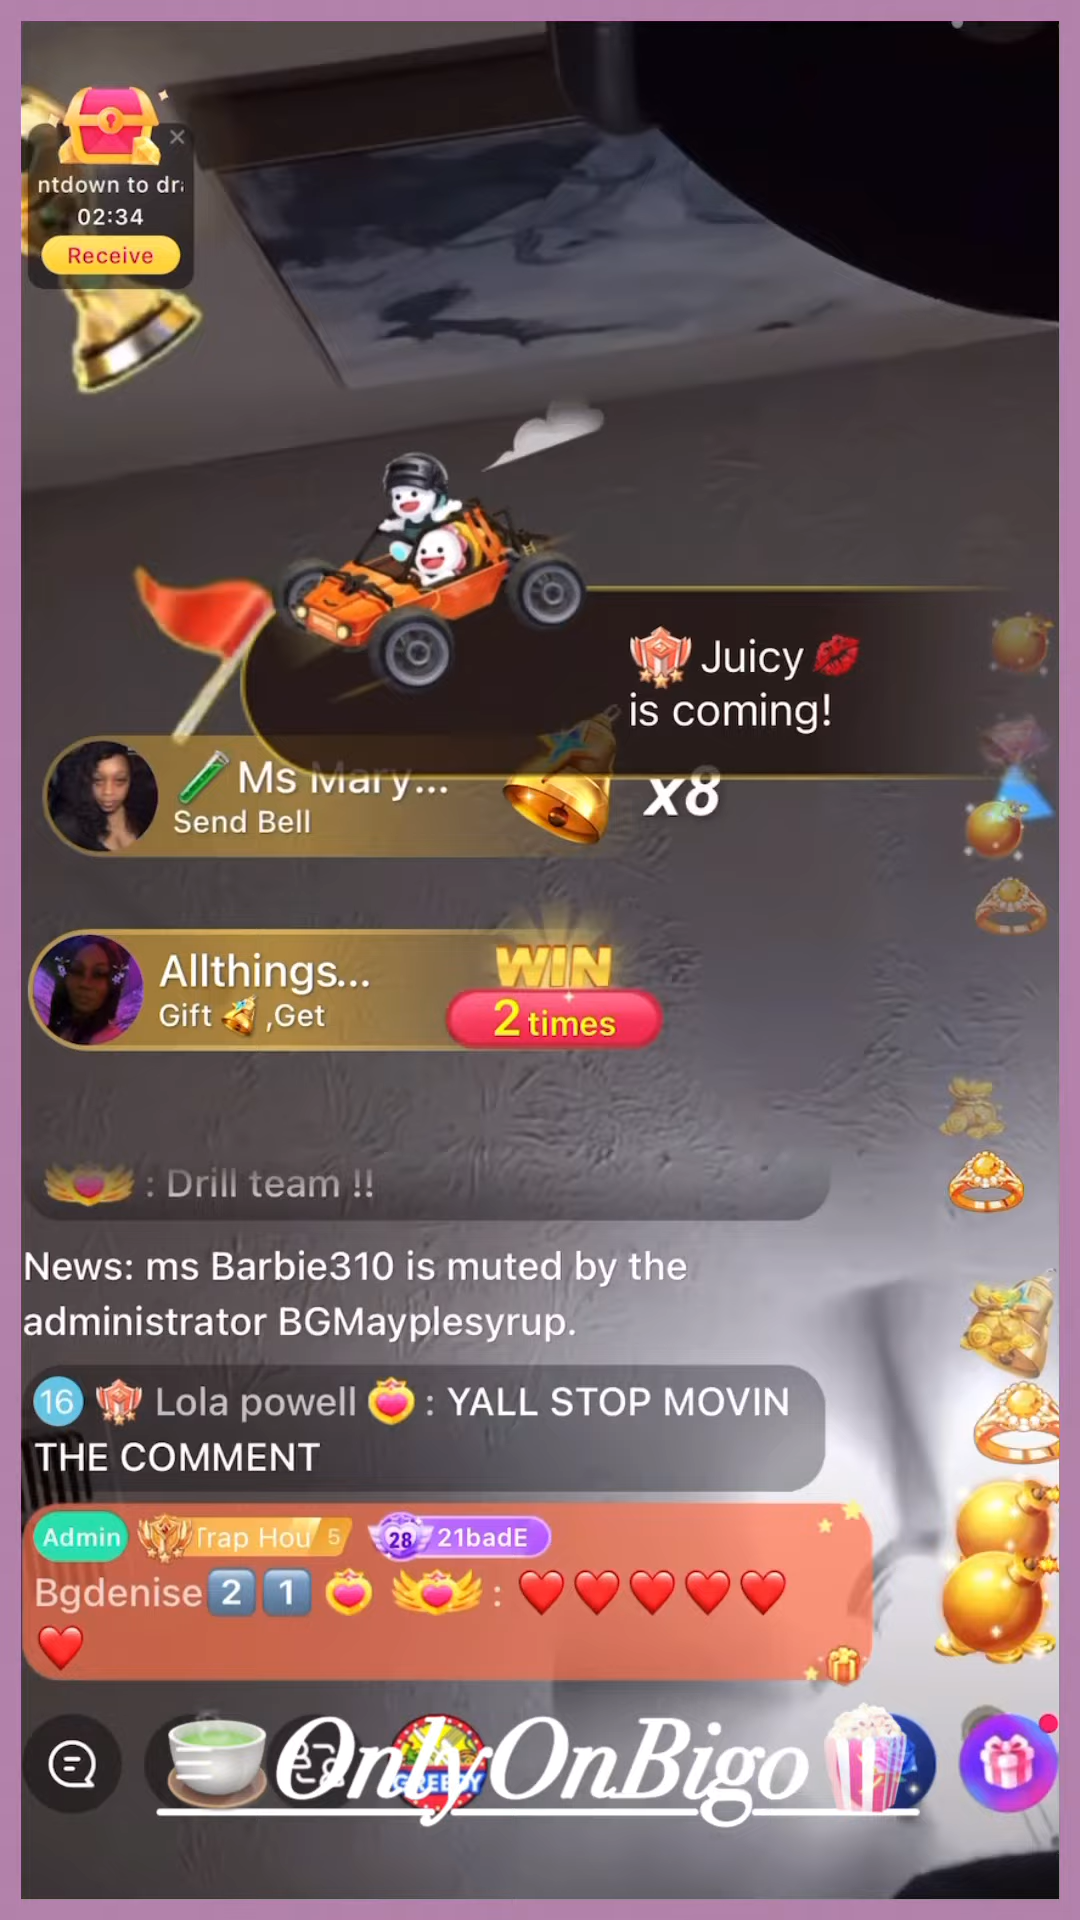 ntdown to dra
02:34
Receive
Juicy 💋
is coming!
Ms Mary...
Send Bell
x8
Allthings...
Gift ,Get
WIN
2 times
: Drill team !!
News: ms Barbie310 is muted by the
administrator BGMayplesyrup.
16 Lola powell : YALL STOP MOVIN
THE COMMENT
Admin Trap Hou 5 28 21badE
Bgdenise 2 1 : ❤️❤️❤️❤️❤️
❤️
GREEDY
OnlyOnBigo